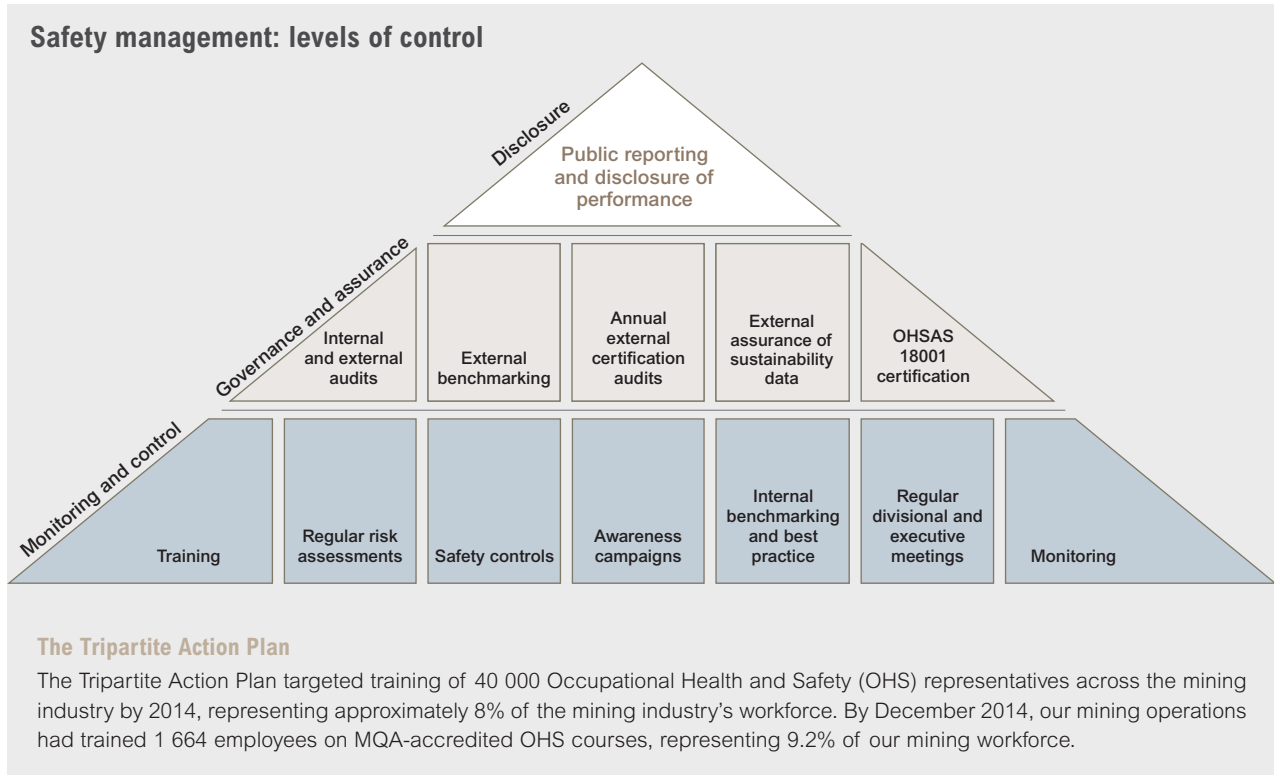 Safety management: levels of control
Disclosure
Public reporting
and disclosure of
performance
Governance and assurance
Internal
and external
audits
External
benchmarking
Annual
external
certification
audits
External
assurance of
sustainability
data
OHSAS
18001
certification
Monitoring and control
Training
Regular risk
assessments
Safety controls
Awareness
campaigns
Internal
benchmarking
and best
practice
Regular
divisional and
executive
meetings
Monitoring
The Tripartite Action Plan
The Tripartite Action Plan targeted training of 40 000 Occupational Health and Safety (OHS) representatives across the mining
industry by 2014, representing approximately 8% of the mining industry’s workforce. By December 2014, our mining operations
had trained 1 664 employees on MQA-accredited OHS courses, representing 9.2% of our mining workforce.